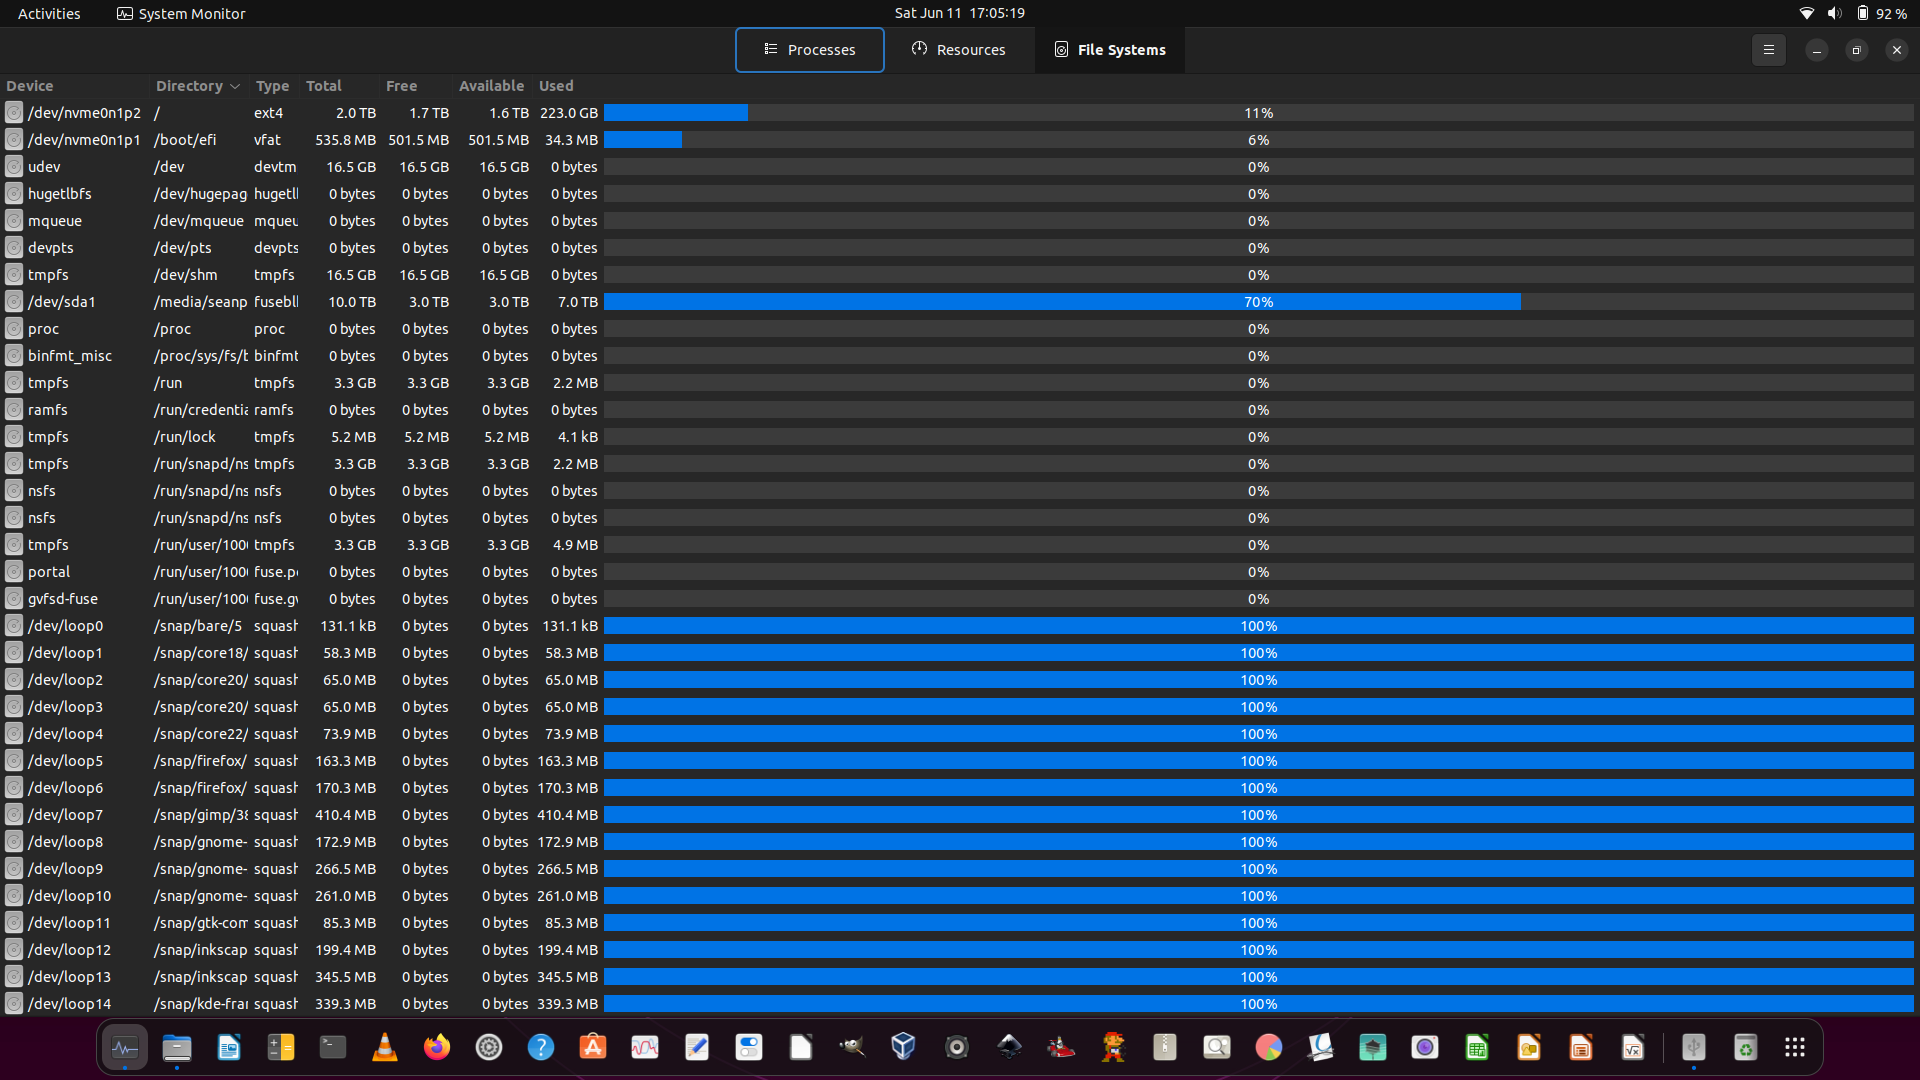 Activities System Monitor Sat Jun 11 17:05:19 92 %
Processes Resources File Systems
Device Directory Type Total Free Available Used
/dev/nvme0n1p2 / ext4 2.0 TB 1.7 TB 1.6 TB 223.0 GB 11%
/dev/nvme0n1p1 /boot/efi vfat 535.8 MB 501.5 MB 501.5 MB 34.3 MB 6%
udev /dev devtm 16.5 GB 16.5 GB 16.5 GB 0 bytes 0%
hugetlbfs /dev/hugepag hugetl 0 bytes 0 bytes 0 bytes 0 bytes 0%
mqueue /dev/mqueue mqueu 0 bytes 0 bytes 0 bytes 0 bytes 0%
devpts /dev/pts devpts 0 bytes 0 bytes 0 bytes 0 bytes 0%
tmpfs /dev/shm tmpfs 16.5 GB 16.5 GB 16.5 GB 0 bytes 0%
/dev/sda1 /media/seanp fusebl 10.0 TB 3.0 TB 3.0 TB 7.0 TB 70%
proc /proc proc 0 bytes 0 bytes 0 bytes 0 bytes 0%
binfmt_misc /proc/sys/fs/b binfmt 0 bytes 0 bytes 0 bytes 0 bytes 0%
tmpfs /run tmpfs 3.3 GB 3.3 GB 3.3 GB 2.2 MB 0%
ramfs /run/credentia ramfs 0 bytes 0 bytes 0 bytes 0 bytes 0%
tmpfs /run/lock tmpfs 5.2 MB 5.2 MB 5.2 MB 4.1 kB 0%
tmpfs /run/snapd/ns tmpfs 3.3 GB 3.3 GB 3.3 GB 2.2 MB 0%
nsfs /run/snapd/ns nsfs 0 bytes 0 bytes 0 bytes 0 bytes 0%
nsfs /run/snapd/ns nsfs 0 bytes 0 bytes 0 bytes 0 bytes 0%
tmpfs /run/user/100 tmpfs 3.3 GB 3.3 GB 3.3 GB 4.9 MB 0%
portal /run/user/100 fuse.p 0 bytes 0 bytes 0 bytes 0 bytes 0%
gvfsd-fuse /run/user/100 fuse.gv 0 bytes 0 bytes 0 bytes 0 bytes 0%
/dev/loop0 /snap/bare/5 squash 131.1 kB 0 bytes 0 bytes 131.1 kB 100%
/dev/loop1 /snap/core18/ squash 58.3 MB 0 bytes 0 bytes 58.3 MB 100%
/dev/loop2 /snap/core20/ squash 65.0 MB 0 bytes 0 bytes 65.0 MB 100%
/dev/loop3 /snap/core20/ squash 65.0 MB 0 bytes 0 bytes 65.0 MB 100%
/dev/loop4 /snap/core22/ squash 73.9 MB 0 bytes 0 bytes 73.9 MB 100%
/dev/loop5 /snap/firefox/ squash 163.3 MB 0 bytes 0 bytes 163.3 MB 100%
/dev/loop6 /snap/firefox/ squash 170.3 MB 0 bytes 0 bytes 170.3 MB 100%
/dev/loop7 /snap/gimp/38 squash 410.4 MB 0 bytes 0 bytes 410.4 MB 100%
/dev/loop8 /snap/gnome- squash 172.9 MB 0 bytes 0 bytes 172.9 MB 100%
/dev/loop9 /snap/gnome- squash 266.5 MB 0 bytes 0 bytes 266.5 MB 100%
/dev/loop10 /snap/gnome- squash 261.0 MB 0 bytes 0 bytes 261.0 MB 100%
/dev/loop11 /snap/gtk-com squash 85.3 MB 0 bytes 0 bytes 85.3 MB 100%
/dev/loop12 /snap/inkscap squash 199.4 MB 0 bytes 0 bytes 199.4 MB 100%
/dev/loop13 /snap/inkscap squash 345.5 MB 0 bytes 0 bytes 345.5 MB 100%
/dev/loop14 /snap/kde-fra squash 339.3 MB 0 bytes 0 bytes 339.3 MB 100%